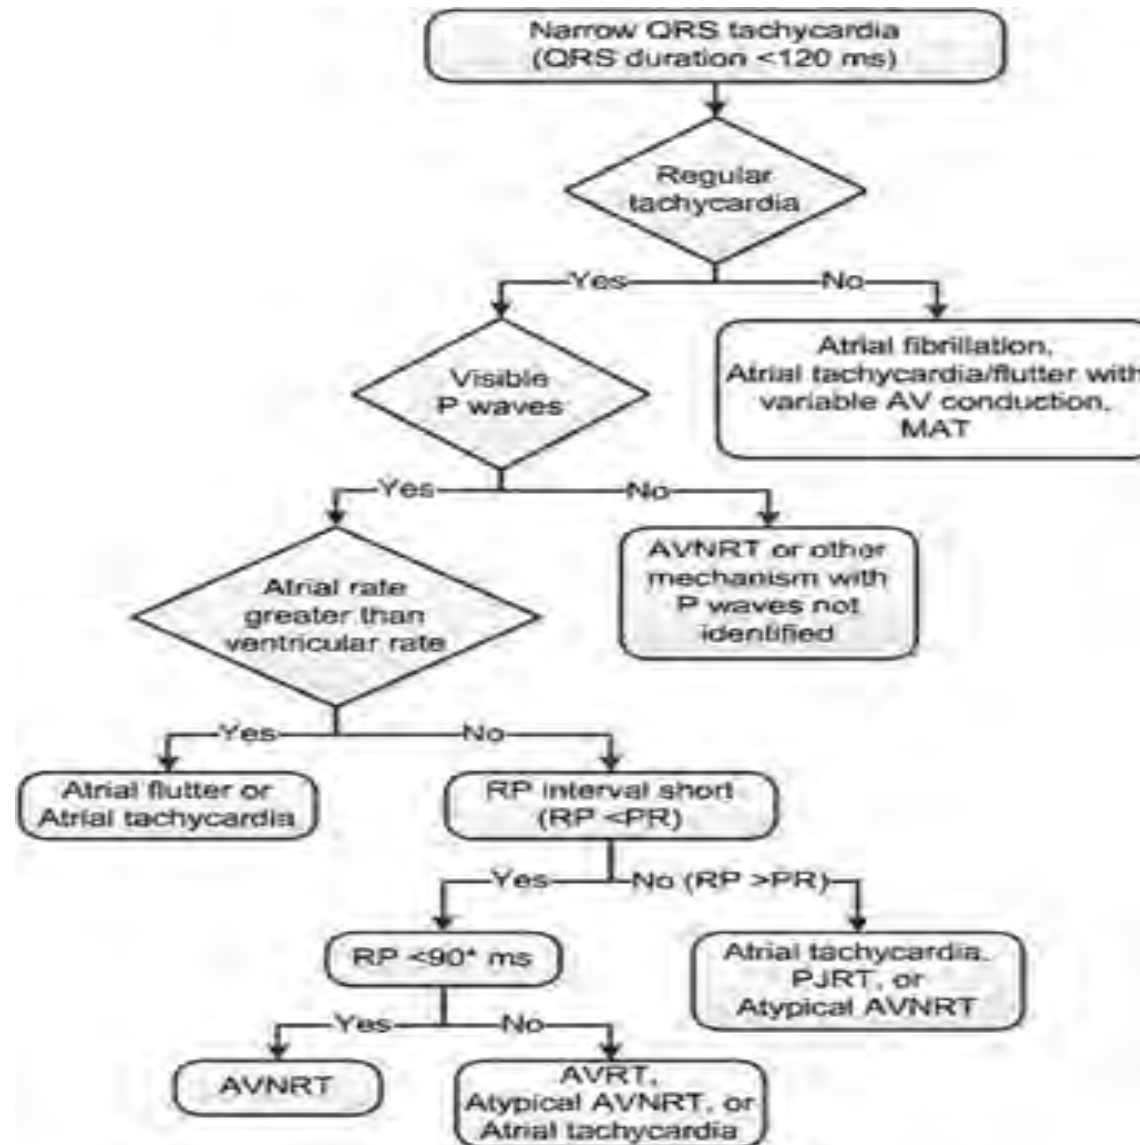 Narrow QRS tachycardia
(QRS duration <120 ms)
Regular
tachycardia
Yes
No
Visible
P waves
Atrial fibrillation,
Atrial tachycardia/flutter with
variable AV conduction,
MAT
Yes
No
Atrial rate
greater than
ventricular rate
AVNRT or other
mechanism with
P waves not
identified
Yes
No
Atrial flutter or
Atrial tachycardia
RP interval short
(RP <PR)
Yes
No (RP >PR)
RP <90* ms
Atrial tachycardia,
PJRT, or
Atypical AVNRT
Yes
No
AVNRT
AVRT,
Atypical AVNRT, or
Atrial tachycardia